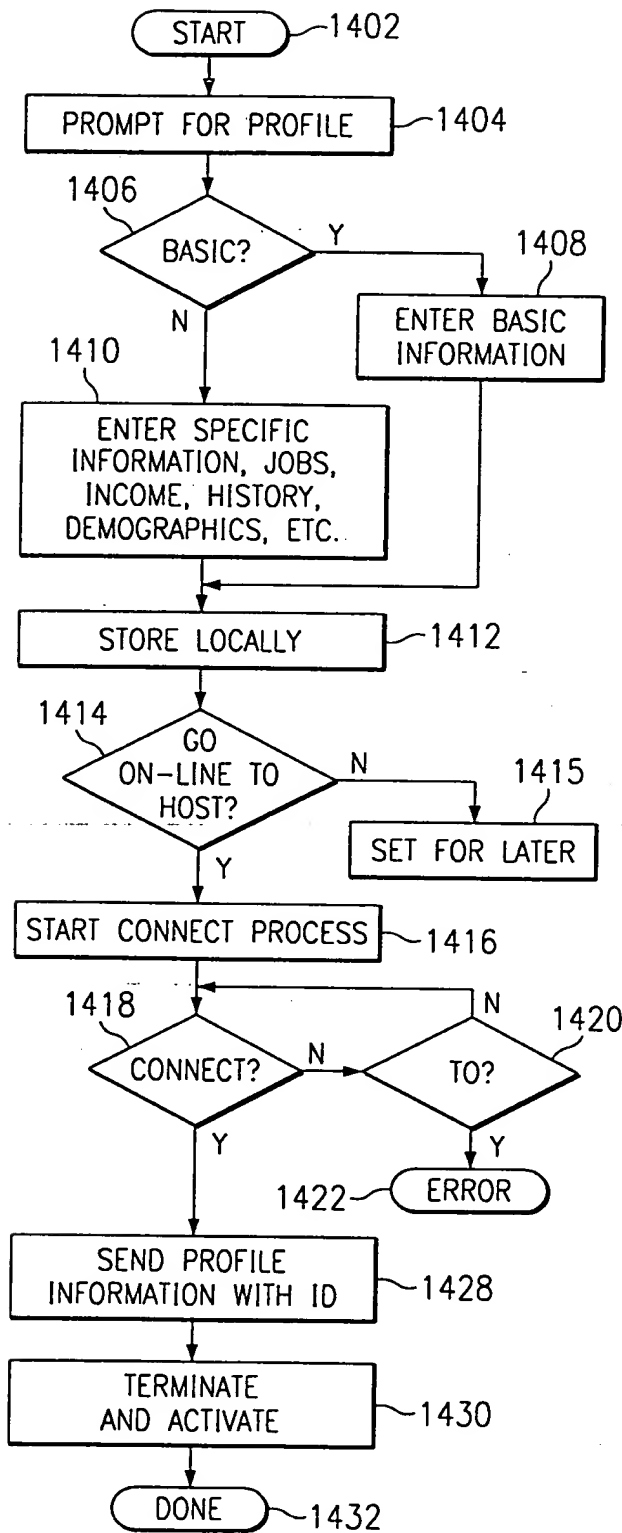 START
1402
PROMPT FOR PROFILE
1404
1406
BASIC?
Y
N
1408
ENTER BASIC
INFORMATION
1410
ENTER SPECIFIC
INFORMATION, JOBS,
INCOME, HISTORY,
DEMOGRAPHICS, ETC.
STORE LOCALLY
1412
1414
GO
ON-LINE TO
HOST?
N
Y
1415
SET FOR LATER
START CONNECT PROCESS
1416
1418
CONNECT?
N
Y
N
1420
TO?
Y
1422
ERROR
SEND PROFILE
INFORMATION WITH ID
1428
TERMINATE
AND ACTIVATE
1430
DONE
1432